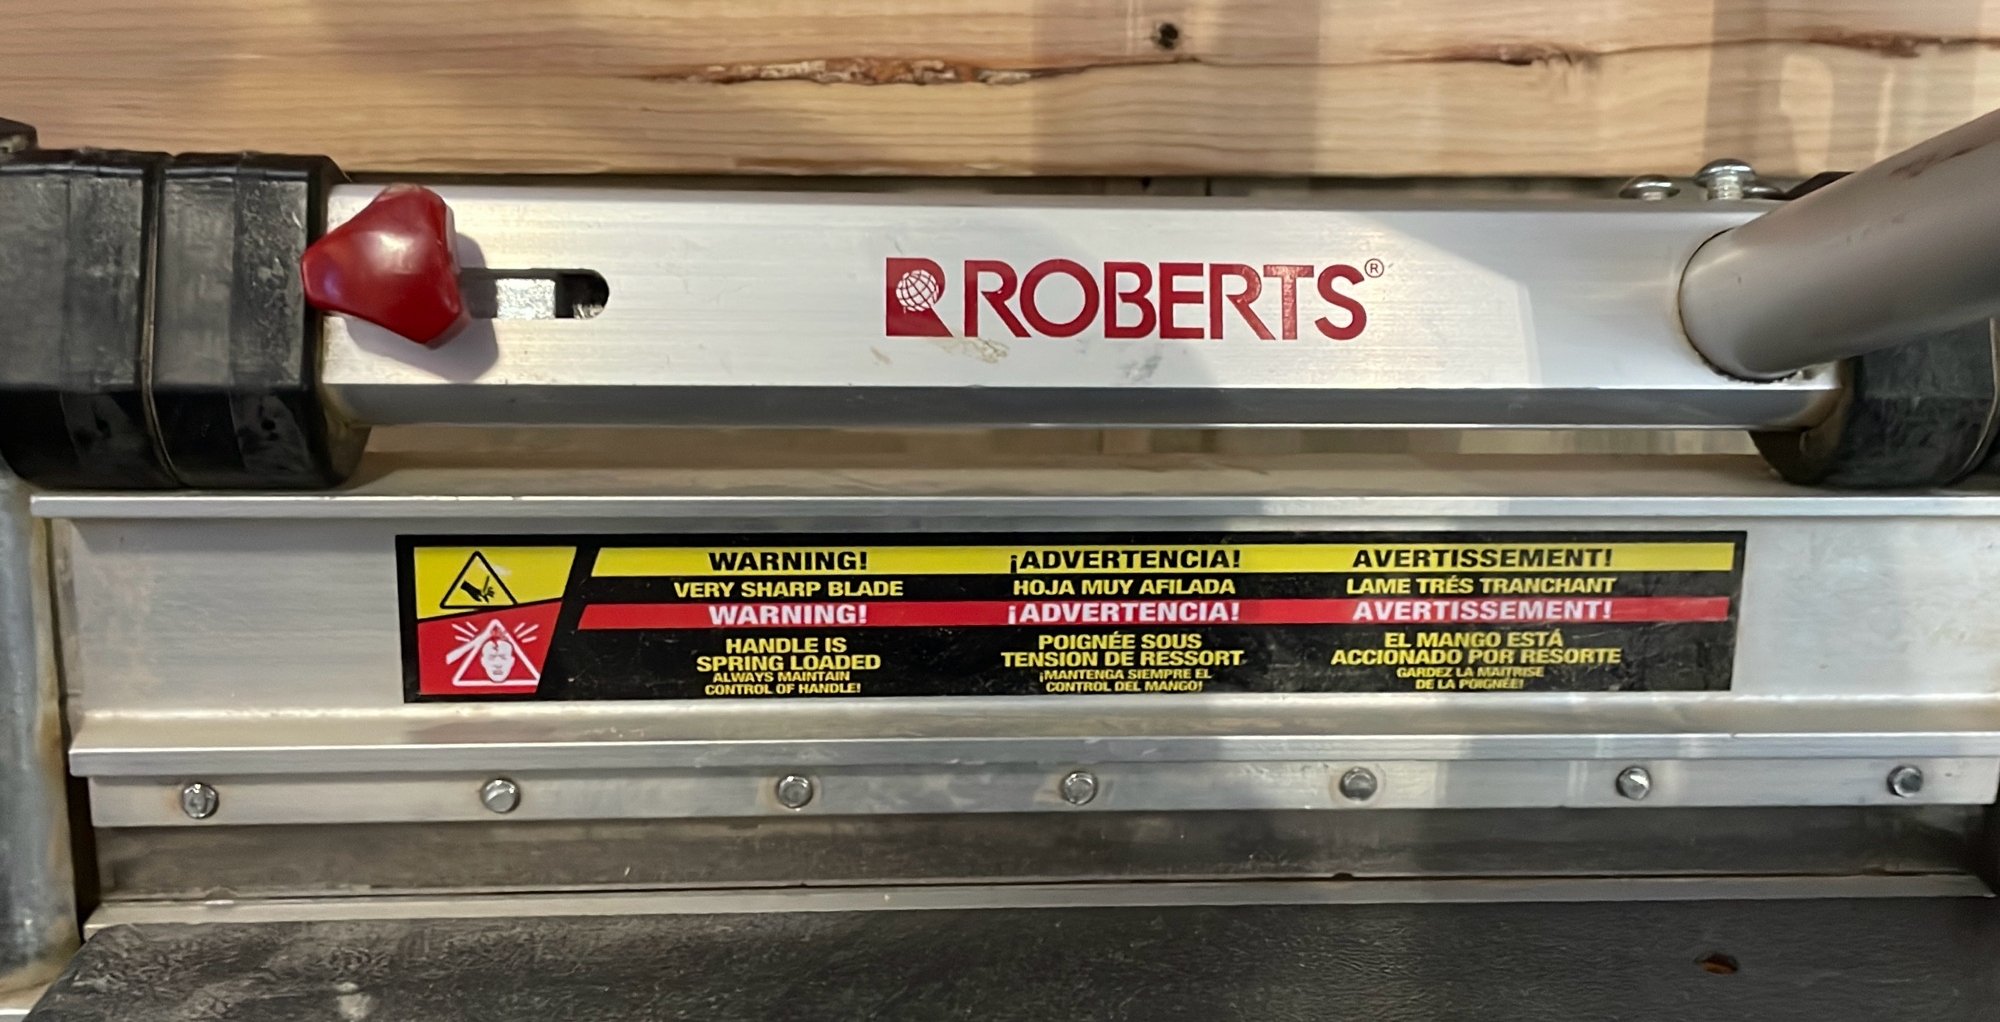 ROBERTS®
WARNING! ¡ADVERTENCIA! AVERTISSEMENT!
VERY SHARP BLADE HOJA MUY AFILADA LAME TRÉS TRANCHANT
WARNING! ¡ADVERTENCIA! AVERTISSEMENT!
HANDLE IS
SPRING LOADED
ALWAYS MAINTAIN
CONTROL OF HANDLE!
POIGNÉE SOUS
TENSION DE RESSORT
¡MANTENGA SIEMPRE EL
CONTROL DEL MANGO!
EL MANGO ESTÁ
ACCIONADO POR RESORTE
GARDEZ LA MAITRISE
DE LA POIGNÉE!